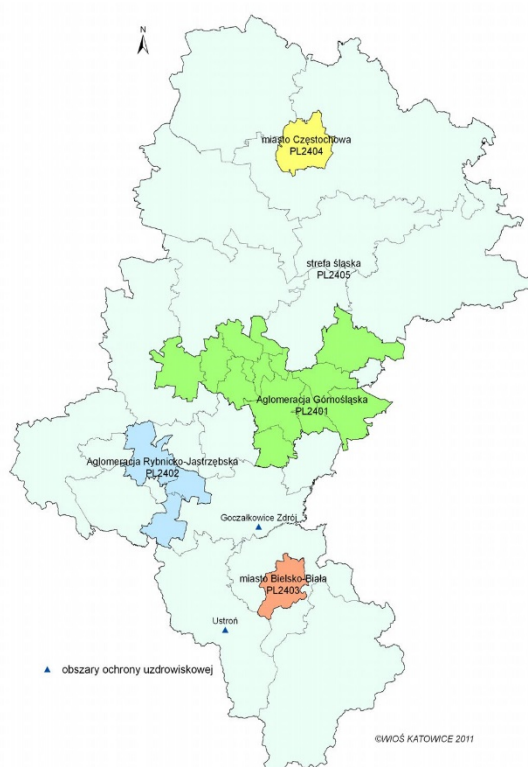 N
miasto Częstochowa
PL2404
strefa śląska
PL2405
Aglomeracja Górnośląska
PL2401
Aglomeracja Rybnicko-Jastrzębska
PL2402
Goczałkowice Zdrój
miasto Bielsko-Biała
PL2403
Ustroń
obszary ochrony uzdrowiskowej
©WIOŚ KATOWICE 2011